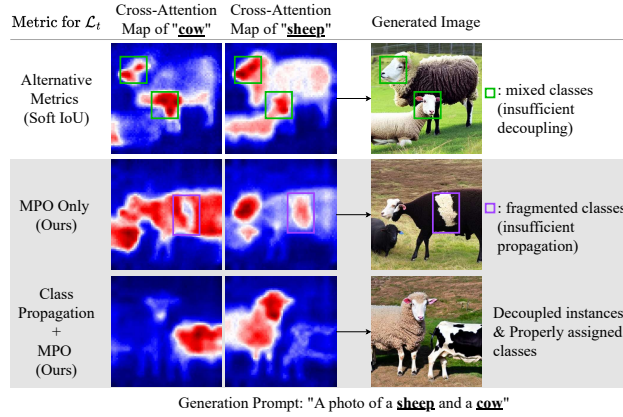 Metric for ℒt
Cross-Attention
Map of "cow"
Cross-Attention
Map of "sheep"
Generated Image
Alternative
Metrics
(Soft IoU)
: mixed classes
(insufficient
decoupling)
MPO Only
(Ours)
: fragmented classes
(insufficient
propagation)
Class
Propagation
+
MPO
(Ours)
Decoupled instances
& Properly assigned
classes
Generation Prompt: "A photo of a sheep and a cow"